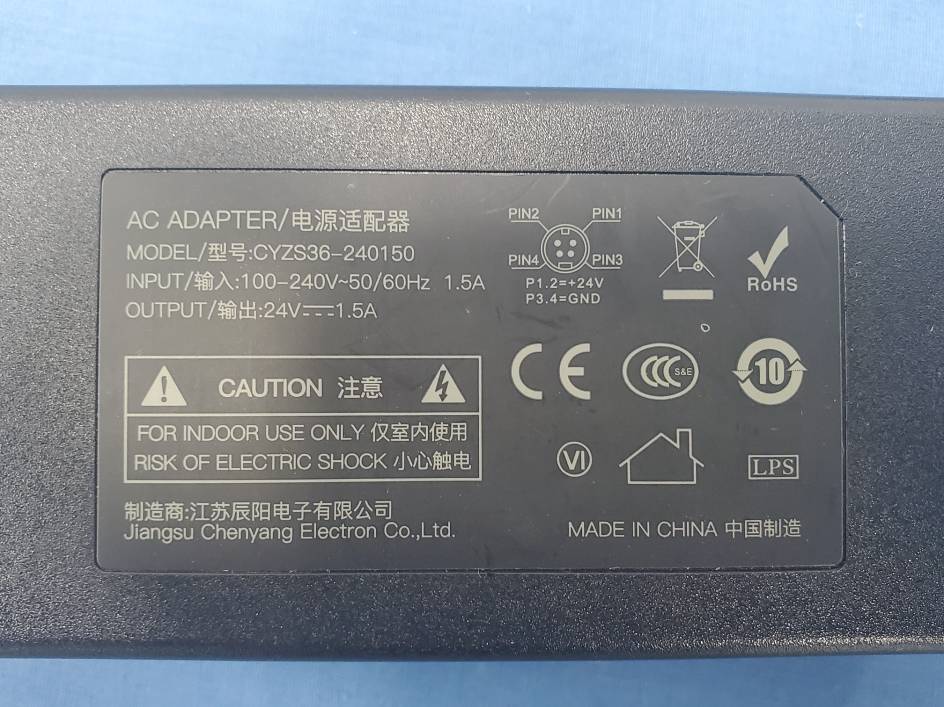 AC ADAPTER/电源适配器
MODEL/型号:CYZS36-240150
INPUT/输入:100-240V~50/60Hz 1.5A
OUTPUT/输出:24V⎓1.5A
PIN2 PIN1
PIN4 PIN3
P1.2=+24V
P3.4=GND
RoHS
CAUTION 注意
FOR INDOOR USE ONLY 仅室内使用
RISK OF ELECTRIC SHOCK 小心触电
CE
CCC S&E
10
VI
LPS
制造商:江苏辰阳电子有限公司
Jiangsu Chenyang Electron Co.,Ltd.
MADE IN CHINA 中国制造